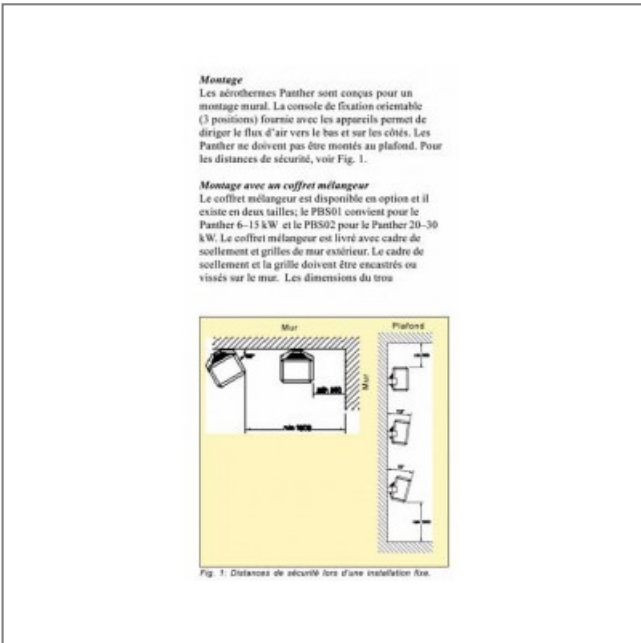 Montage
Les aérothermes Panther sont conçus pour un
montage mural. La console de fixation orientable
(3 positions) fournie avec les appareils permet de
diriger le flux d'air vers le bas et sur les côtés. Les
Panther ne doivent pas être montés au plafond. Pour
les distances de sécurité, voir Fig. 1.
Montage avec un coffret mélangeur
Le coffret mélangeur est disponible en option et il
existe en deux tailles; le PBS01 convient pour le
Panther 6–15 kW et le PBS02 pour le Panther 20–30
kW. Le coffret mélangeur est livré avec cadre de
scellement et grilles de mur extérieur. Le cadre de
scellement et la grille doivent être encastrés ou
vissés sur le mur. Les dimensions du trou
Mur
Plafond
Mur
Fig. 1: Distances de sécurité lors d'une installation fixe.